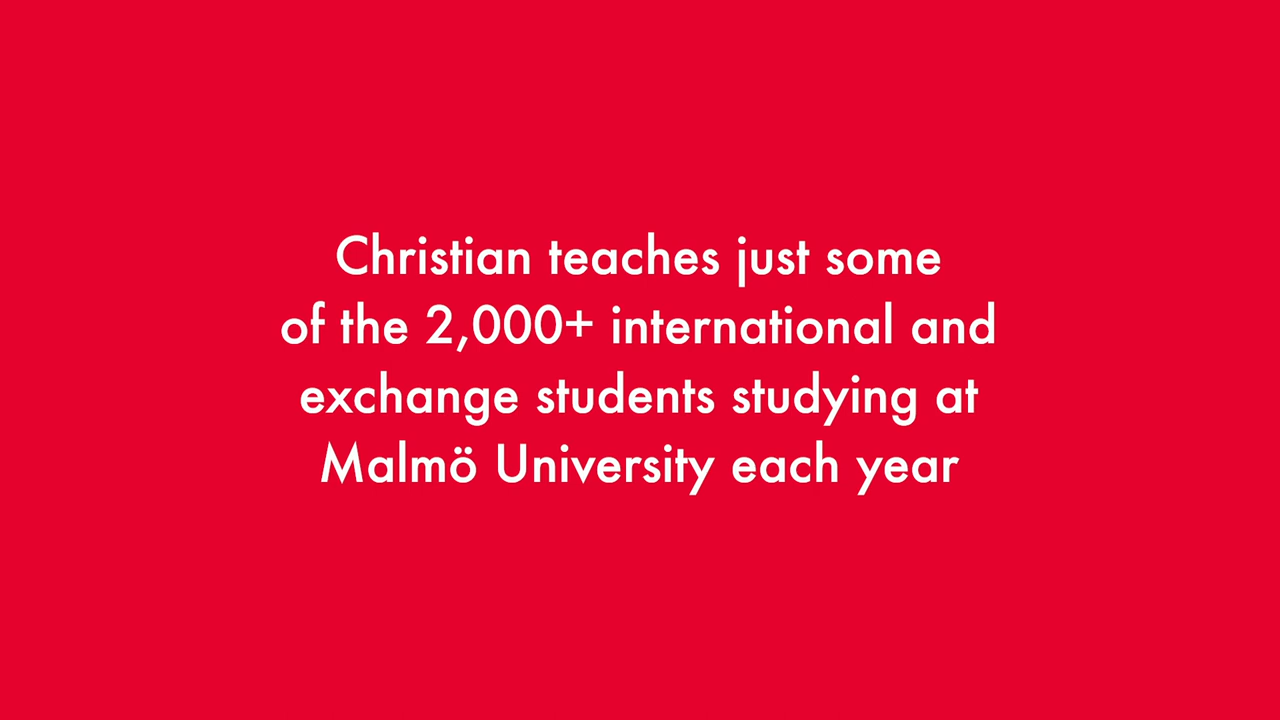 Christian teaches just some
of the 2,000+ international and
exchange students studying at
Malmö University each year